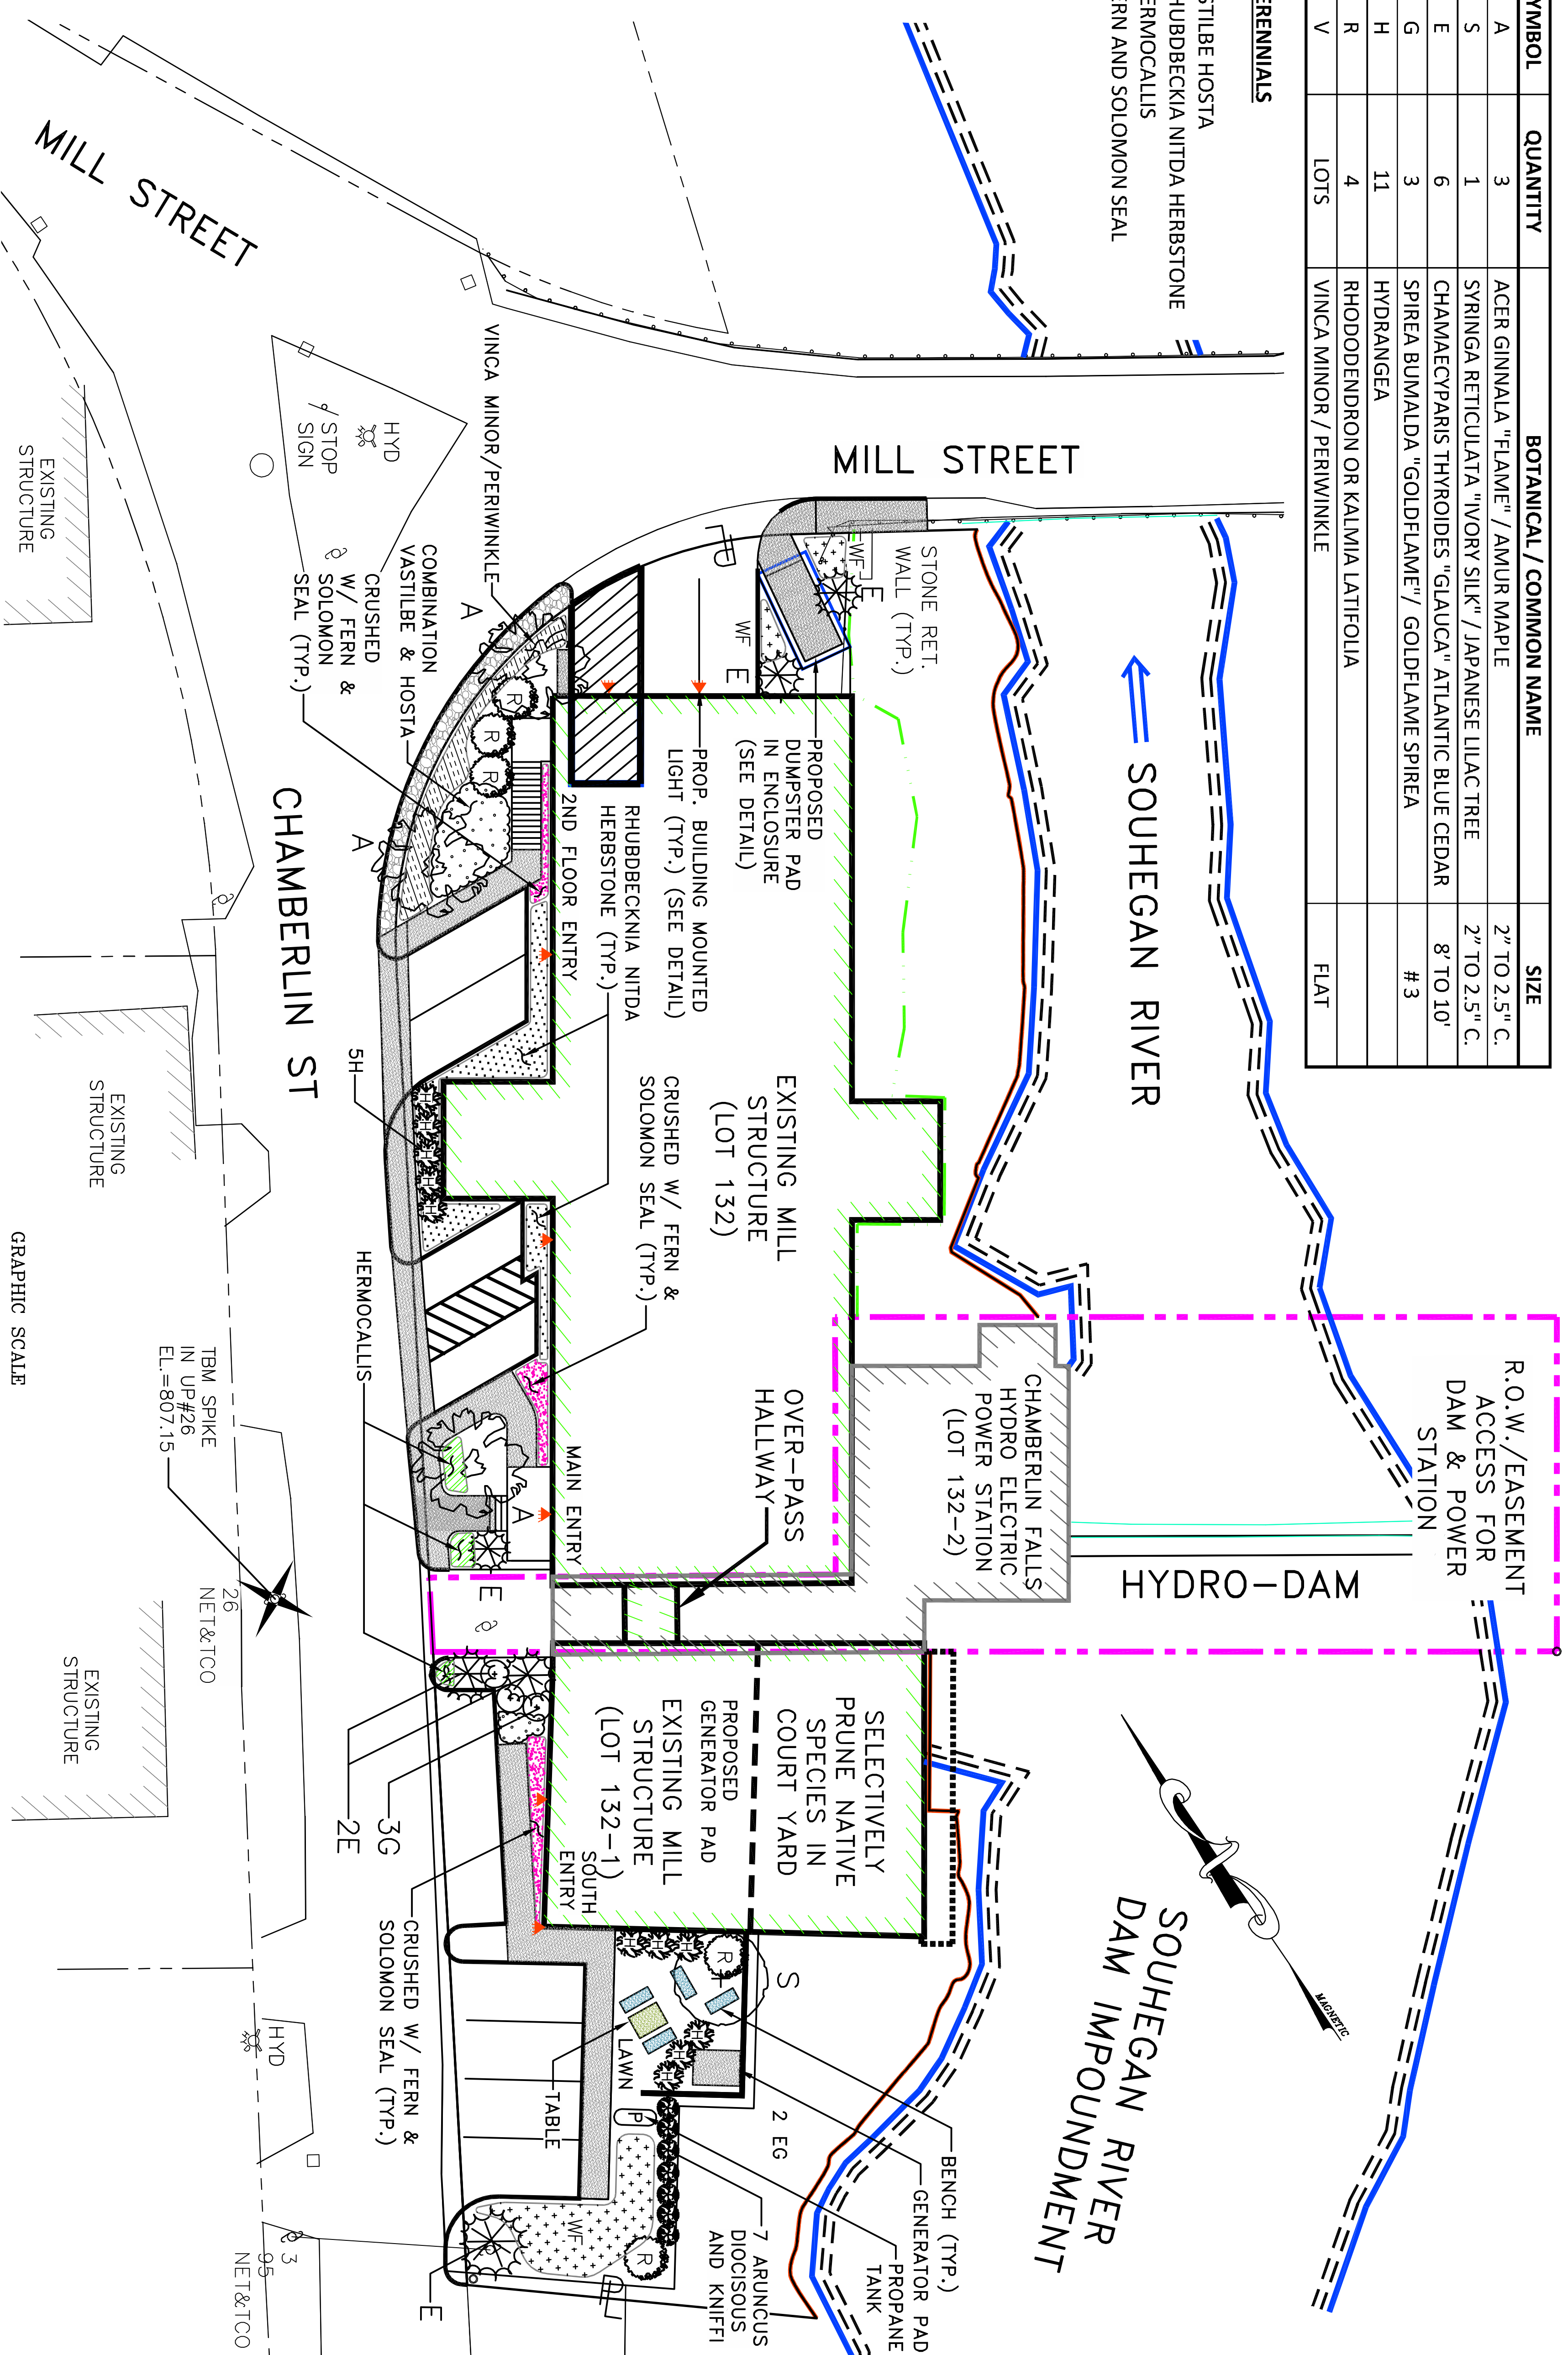 YMBOL QUANTITY BOTANICAL / COMMON NAME SIZE
A 3 ACER GINNALA "FLAME" / AMUR MAPLE 2" TO 2.5" C.
S 1 SYRINGA RETICULATA "IVORY SILK" / JAPANESE LILAC TREE 2" TO 2.5" C.
E 6 CHAMAECYPARIS THYROIDES "GLAUCA" ATLANTIC BLUE CEDAR 8' TO 10'
G 3 SPIREA BUMALDA "GOLDFLAME"/ GOLDFLAME SPIREA # 3
H 11 HYDRANGEA
R 4 RHODODENDRON OR KALMIA LATIFOLIA
V LOTS VINCA MINOR / PERIWINKLE FLAT
ERENNIALS
STILBE HOSTA
HUBDBECKIA NITDA HERBSTONE
ERMOCALLIS
ERN AND SOLOMON SEAL
R.O.W./EASEMENT
ACCESS FOR
DAM & POWER
STATION
SOUHEGAN RIVER
HYDRO-DAM
MAGNETIC
SOUHEGAN RIVER
DAM IMPOUNDMENT
MILL STREET
MILL STREET
STONE RET.
WALL (TYP.)
WF
E
WF
E
PROPOSED
DUMPSTER PAD
IN ENCLOSURE
(SEE DETAIL)
PROP. BUILDING MOUNTED
LIGHT (TYP.) (SEE DETAIL)
RHUBDBECKNIA NITDA
HERBSTONE (TYP.)
2ND FLOOR ENTRY
EXISTING MILL
STRUCTURE
(LOT 132)
CRUSHED W/ FERN &
SOLOMON SEAL (TYP.)
CHAMBERLIN FALLS
HYDRO ELECTRIC
POWER STATION
(LOT 132-2)
OVER-PASS
HALLWAY
MAIN ENTRY
SELECTIVELY
PRUNE NATIVE
SPECIES IN
COURT YARD
PROPOSED
GENERATOR PAD
EXISTING MILL
STRUCTURE
(LOT 132-1)
SOUTH
ENTRY
S
R
H
H
H
H
H
H
LAWN
P
TABLE
2 EG
BENCH (TYP.)
GENERATOR PAD
PROPANE
TANK
7 ARUNCUS
DIOCISOUS
AND KNIFFI
WF
R
E
VINCA MINOR/PERIWINKLE
COMBINATION
VASTILBE & HOSTA
CRUSHED
W/ FERN &
SOLOMON
SEAL (TYP.)
HYD
STOP
SIGN
A
R
R
R
A
CHAMBERLIN ST
5H
H
H
H
H
H
HERMOCALLIS
A
E
3G
2E
CRUSHED W/ FERN &
SOLOMON SEAL (TYP.)
TBM SPIKE
IN UP#26
EL.=807.15
26
NET&TCO
HYD
3
95
NET&TCO
EXISTING
STRUCTURE
EXISTING
STRUCTURE
EXISTING
STRUCTURE
GRAPHIC SCALE